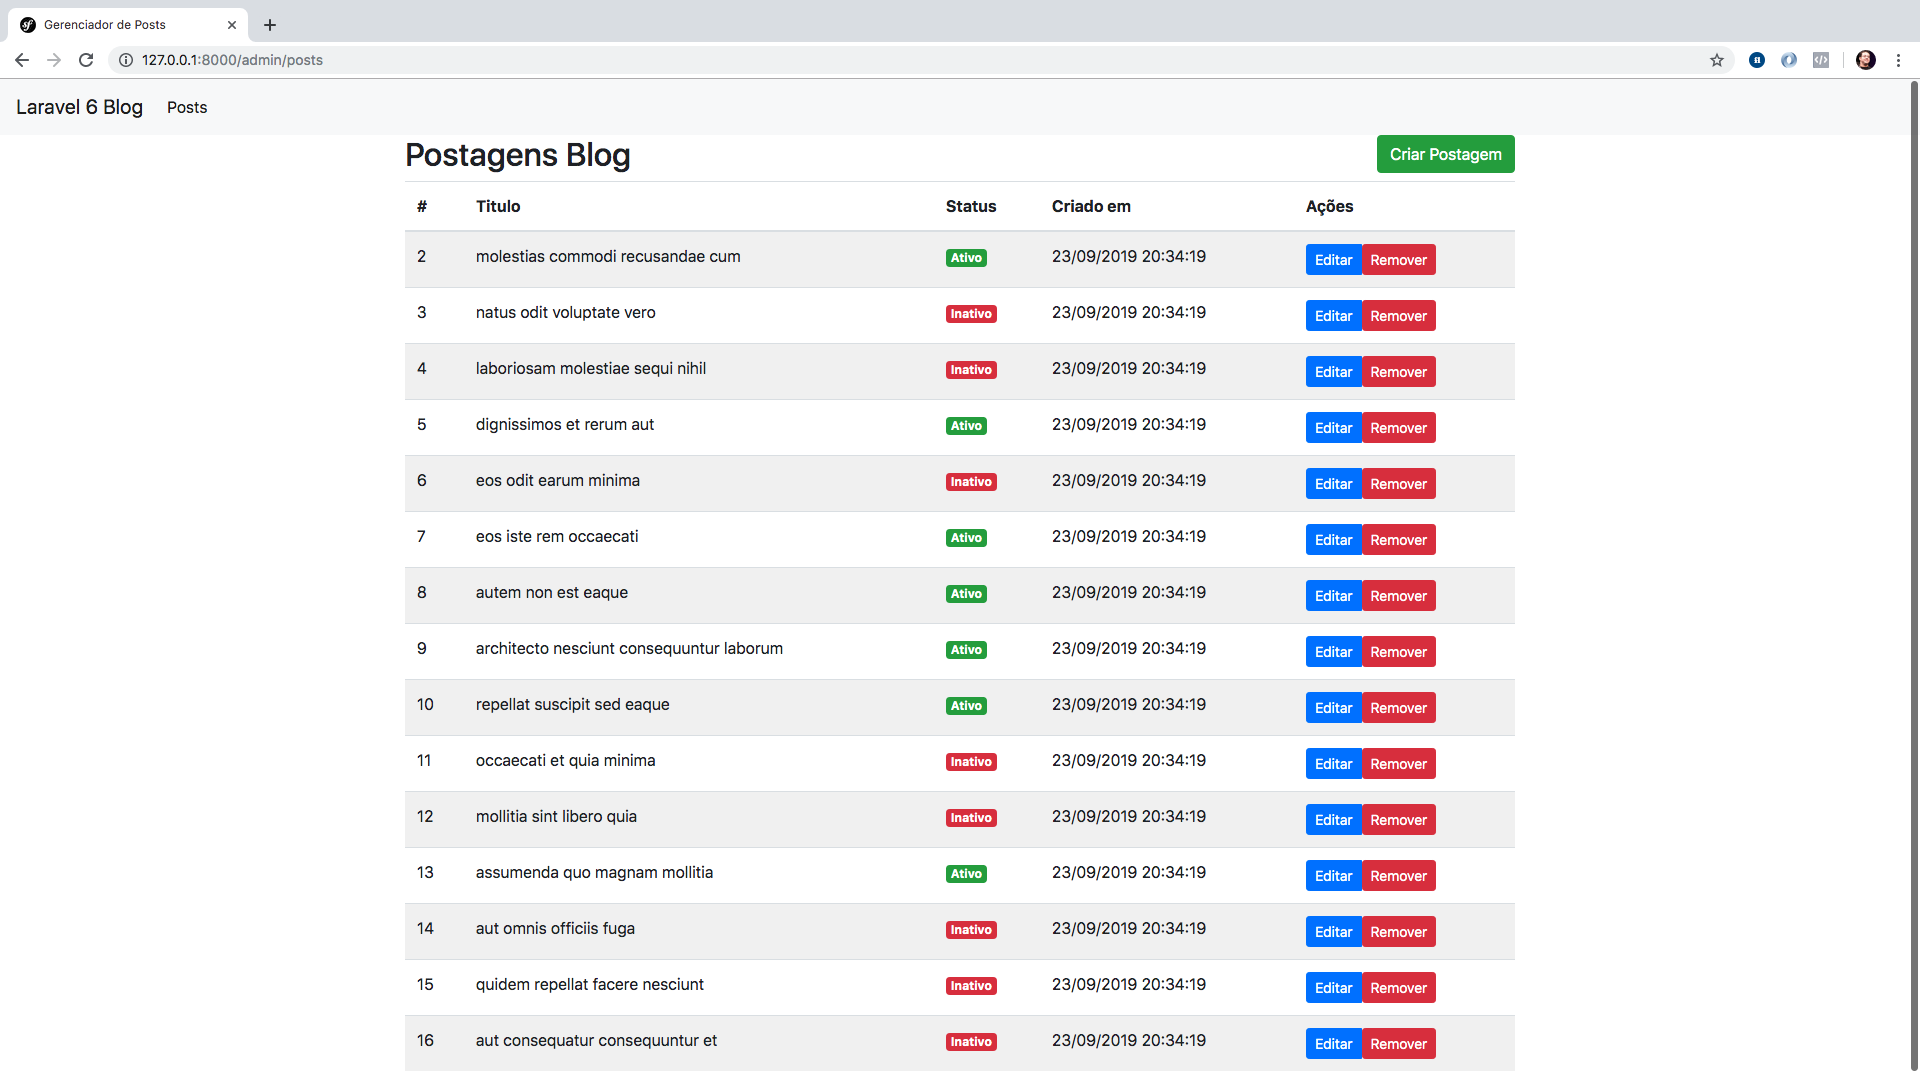 Gerenciador de Posts
127.0.0.1:8000/admin/posts
Laravel 6 Blog Posts
Postagens Blog Criar Postagem
# Titulo Status Criado em Ações
2 molestias commodi recusandae cum Ativo 23/09/2019 20:34:19 Editar Remover
3 natus odit voluptate vero Inativo 23/09/2019 20:34:19 Editar Remover
4 laboriosam molestiae sequi nihil Inativo 23/09/2019 20:34:19 Editar Remover
5 dignissimos et rerum aut Ativo 23/09/2019 20:34:19 Editar Remover
6 eos odit earum minima Inativo 23/09/2019 20:34:19 Editar Remover
7 eos iste rem occaecati Ativo 23/09/2019 20:34:19 Editar Remover
8 autem non est eaque Ativo 23/09/2019 20:34:19 Editar Remover
9 architecto nesciunt consequuntur laborum Ativo 23/09/2019 20:34:19 Editar Remover
10 repellat suscipit sed eaque Ativo 23/09/2019 20:34:19 Editar Remover
11 occaecati et quia minima Inativo 23/09/2019 20:34:19 Editar Remover
12 mollitia sint libero quia Inativo 23/09/2019 20:34:19 Editar Remover
13 assumenda quo magnam mollitia Ativo 23/09/2019 20:34:19 Editar Remover
14 aut omnis officiis fuga Inativo 23/09/2019 20:34:19 Editar Remover
15 quidem repellat facere nesciunt Inativo 23/09/2019 20:34:19 Editar Remover
16 aut consequatur consequuntur et Inativo 23/09/2019 20:34:19 Editar Remover